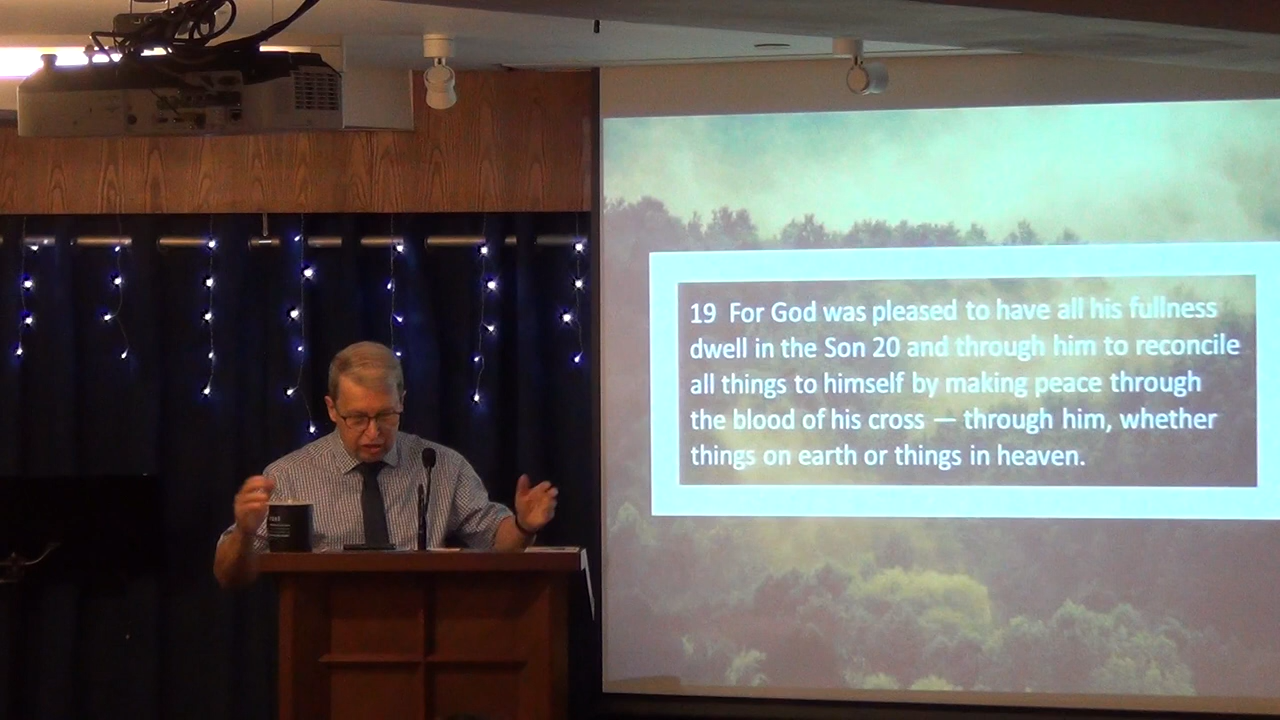 19 For God was pleased to have all his fullness
dwell in the Son 20 and through him to reconcile
all things to himself by making peace through
the blood of his cross — through him, whether
things on earth or things in heaven.